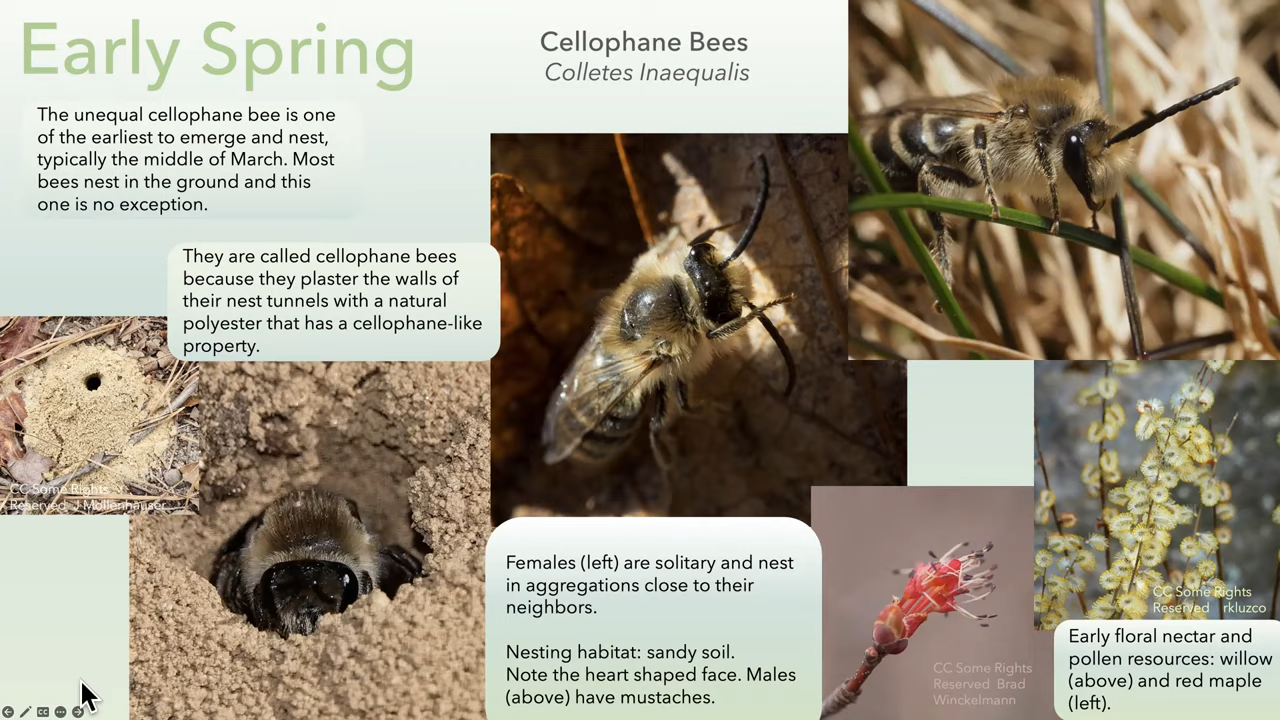 Early Spring
Cellophane Bees
Colletes Inaequalis
The unequal cellophane bee is one
of the earliest to emerge and nest,
typically the middle of March. Most
bees nest in the ground and this
one is no exception.
They are called cellophane bees
because they plaster the walls of
their nest tunnels with a natural
polyester that has a cellophane-like
property.
CC Some Rights
Reserved J Mollenhauser
Females (left) are solitary and nest
in aggregations close to their
neighbors.
Nesting habitat: sandy soil.
Note the heart shaped face. Males
(above) have mustaches.
CC Some Rights
Reserved Brad
Winckelmann
CC Some Rights
Reserved rkluzco
Early floral nectar and
pollen resources: willow
(above) and red maple
(left).